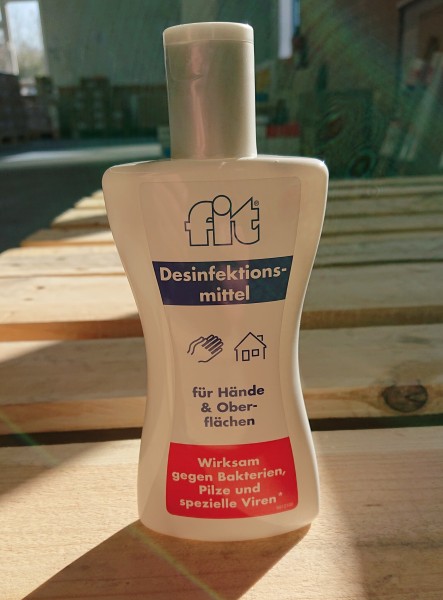 fit®
Desinfektions-
mittel
für Hände
& Ober-
flächen
Wirksam
gegen Bakterien,
Pilze und
spezielle Viren*